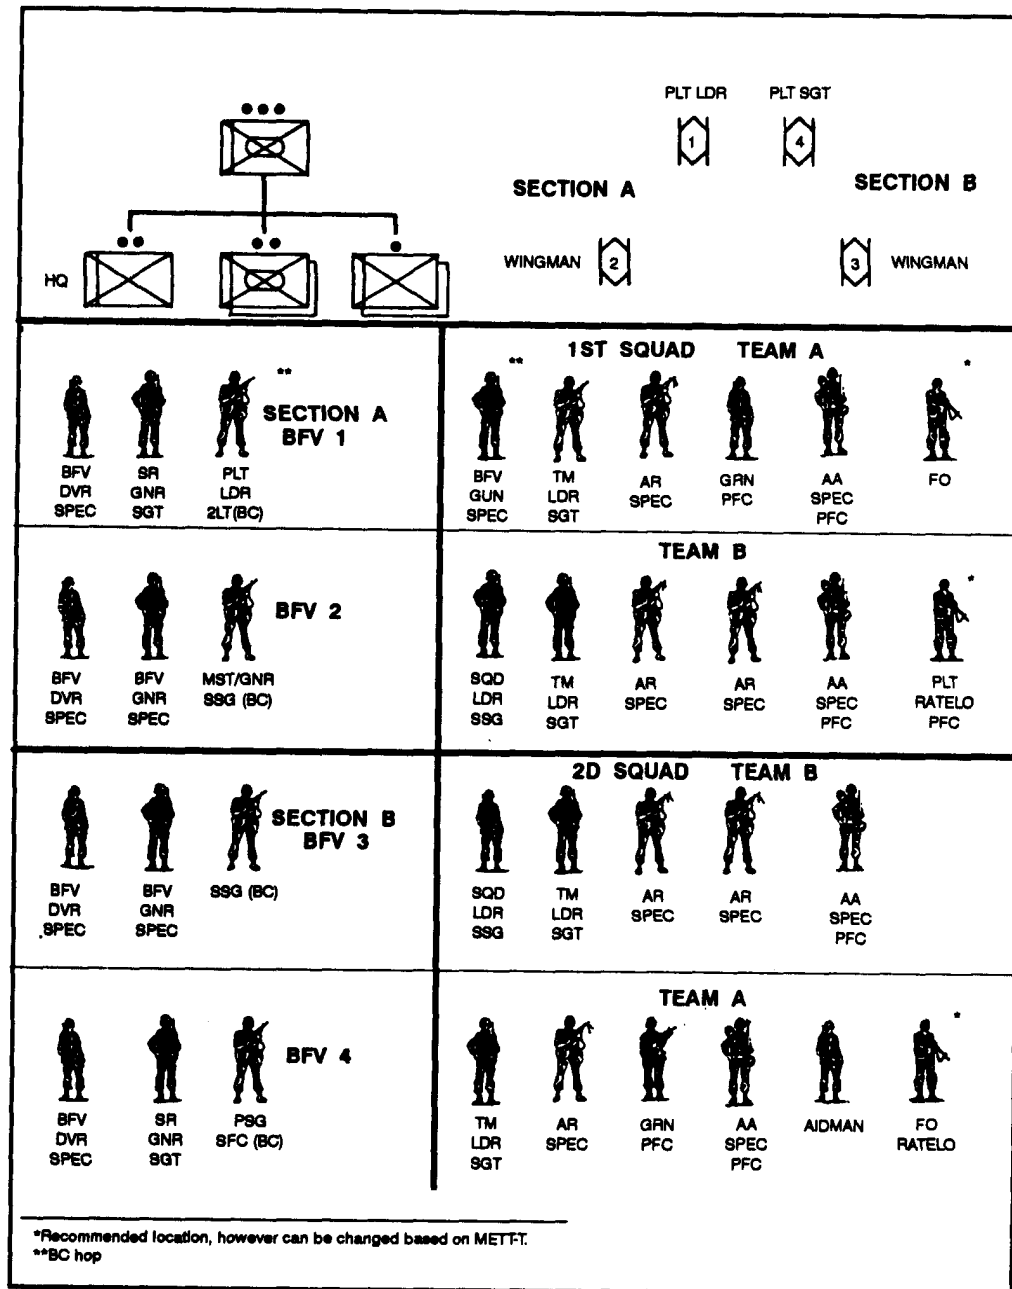 PLT LDR PLT SGT
1 4
SECTION A SECTION B
HQ
WINGMAN 2 3 WINGMAN
**
SECTION A
BFV 1
BFV SR PLT
DVR GNR LDR
SPEC SGT 2LT(BC)
1ST SQUAD TEAM A
** *
BFV TM AR GRN AA FO
GUN LDR SPEC PFC SPEC
SPEC SGT PFC
BFV 2
BFV BFV MST/GNR
DVR GNR SSG (BC)
SPEC SPEC
TEAM B
*
SQD TM AR AR AA PLT
LDR LDR SPEC SPEC SPEC RATELO
SSG SGT PFC PFC
SECTION B
BFV 3
BFV BFV SSG (BC)
DVR GNR
SPEC SPEC
2D SQUAD TEAM B
SQD TM AR AR AA
LDR LDR SPEC SPEC SPEC
SSG SGT PFC
BFV 4
BFV SR PSG
DVR GNR SFC (BC)
SPEC SGT
TEAM A
*
TM AR GRN AA AIDMAN FO
LDR SPEC PFC SPEC RATELO
SGT PFC
*Recommended location, however can be changed based on METT-T.
**BC hop